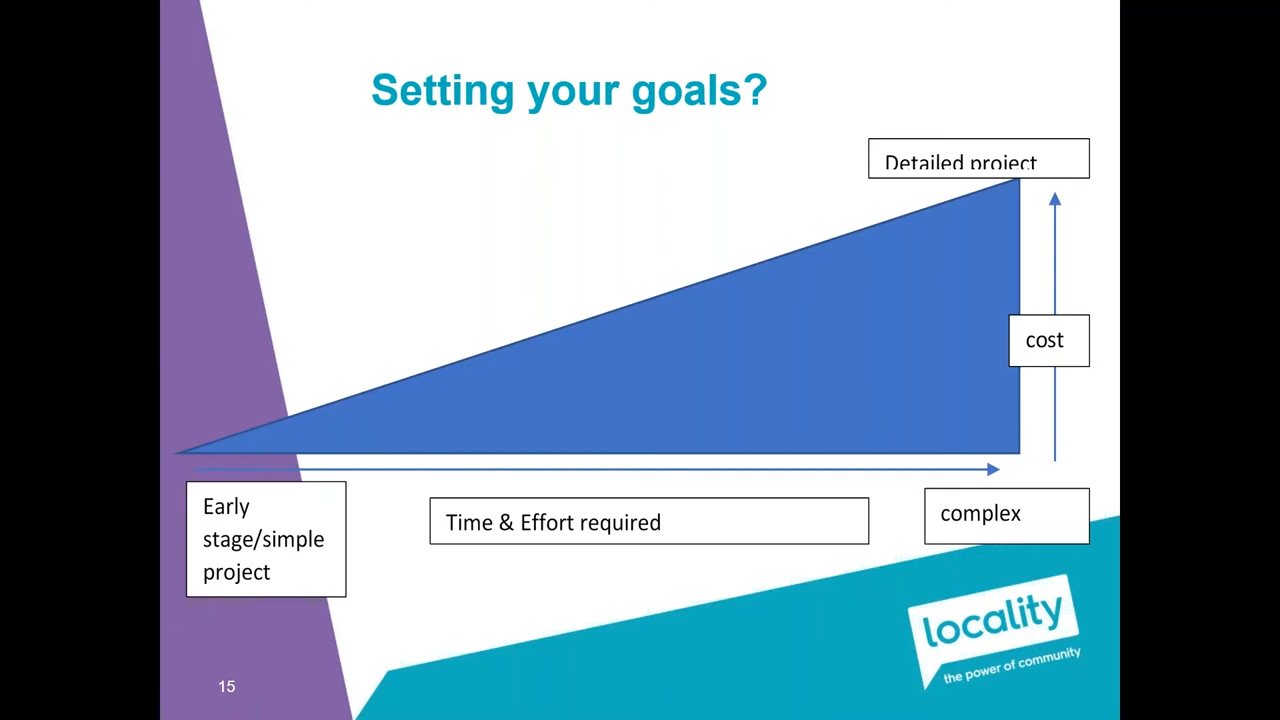 Setting your goals?
Detailed project
cost
Early
stage/simple
project
Time & Effort required
complex
locality
the power of community
15